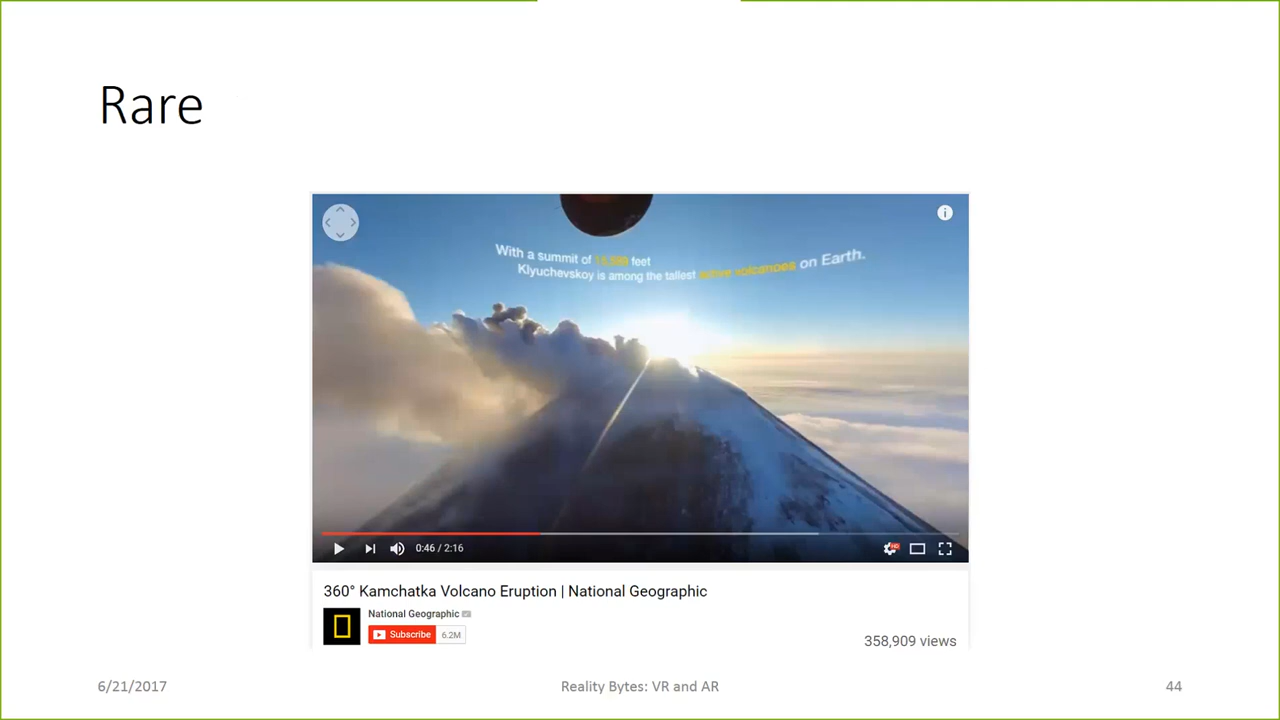 Rare
With a summit of feet
Klyuchevskoy is among the tallest active volcanoes on Earth.
0:46 / 2:16
HD
360° Kamchatka Volcano Eruption | National Geographic
National Geographic
Subscribe 6.2M
358,909 views
6/21/2017 Reality Bytes: VR and AR 44